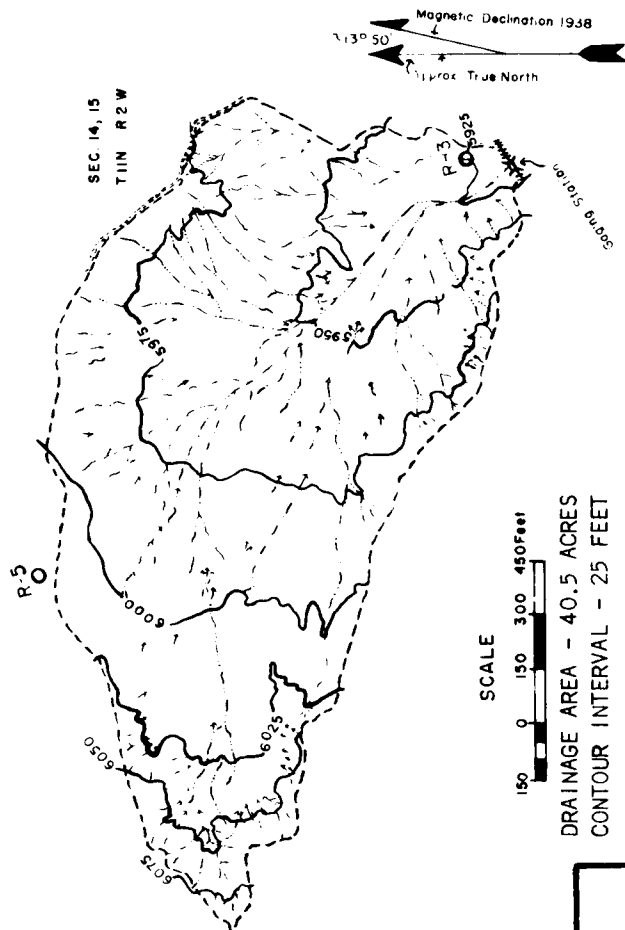 Magnetic Declination 1938
13° 50'
Approx True North
SEC. 14, 15
T11N R2W
R-3
5925
Gaging Station
5975
5950
R-5
6000
6025
6050
6075
SCALE
150 0 150 300 450 Feet
DRAINAGE AREA - 40.5 ACRES
CONTOUR INTERVAL - 25 FEET